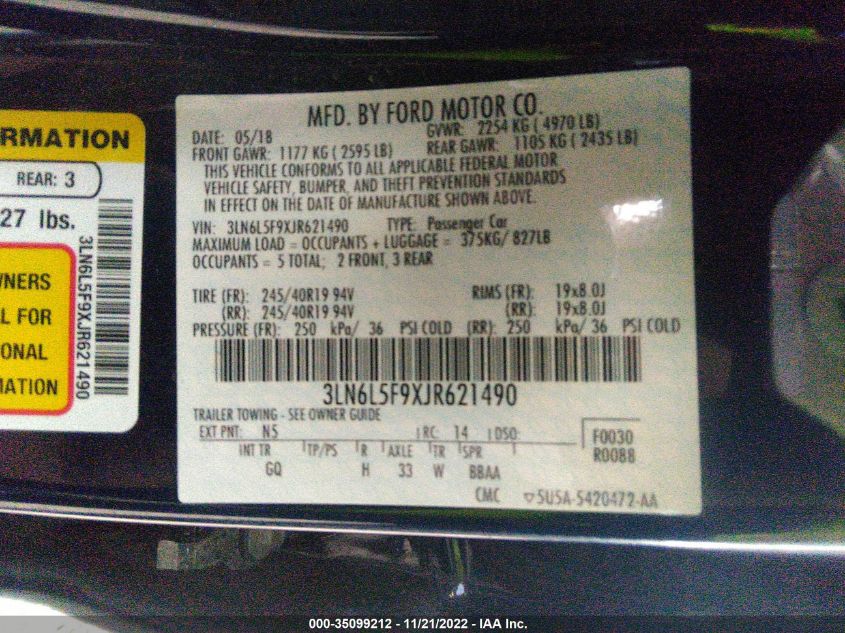 RMATION
REAR: 3
27 lbs.
3LN6L5F9XJR621490
WNERS
L FOR
ONAL
MATION
MFD. BY FORD MOTOR CO.
DATE: 05/18 GVWR: 2254 KG ( 4970 LB)
FRONT GAWR: 1177 KG ( 2595 LB) REAR GAWR: 1105 KG ( 2435 LB)
THIS VEHICLE CONFORMS TO ALL APPLICABLE FEDERAL MOTOR
VEHICLE SAFETY, BUMPER, AND THEFT PREVENTION STANDARDS
IN EFFECT ON THE DATE OF MANUFACTURE SHOWN ABOVE.
VIN: 3LN6L5F9XJR621490 TYPE: Passenger Car
MAXIMUM LOAD = OCCUPANTS + LUGGAGE = 375KG/ 827LB
OCCUPANTS = 5 TOTAL; 2 FRONT, 3 REAR
TIRE (FR): 245/40R19 94V RIMS (FR): 19x8.0J
(RR): 245/40R19 94V (RR): 19x8.0J
PRESSURE (FR): 250 kPa/ 36 PSI COLD (RR): 250 kPa/ 36 PSI COLD
3LN6L5F9XJR621490
TRAILER TOWING - SEE OWNER GUIDE
EXT PNT: N5 RC: 14 DSO: F0030
INT TR TP/PS R AXLE TR SPR R0088
GQ H 33 W BBAA
CMC 5U5A-5420472-AA
000-35099212 - 11/21/2022 - IAA Inc.